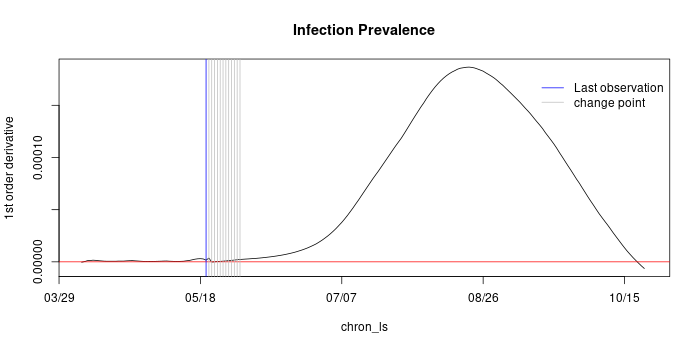 Infection Prevalence
1st order derivative
0.00010
0.00000
Last observation
change point
03/29
05/18
07/07
08/26
10/15
chron_ls